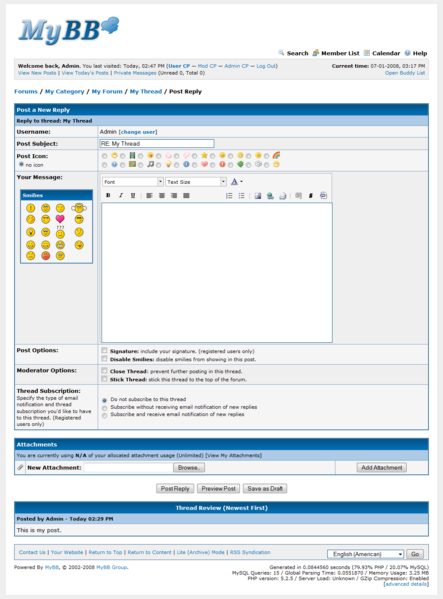 MyBB
Search Member List Calendar Help
Welcome back, Admin. You last visited: Today, 02:47 PM (User CP — Mod CP — Admin CP — Log Out)
Current time: 07-01-2008, 03:17 PM
View New Posts | View Today's Posts | Private Messages (Unread 0, Total 0)
Open Buddy List
Forums / My Category / My Forum / My Thread / Post Reply
Post a New Reply
Reply to thread: My Thread
Username: Admin [change user]
Post Subject: RE: My Thread
Post Icon:
no icon
Your Message:
Font Text Size A
Smilies
B I U
Post Options:
Signature: include your signature. (registered users only)
Disable Smilies: disable smilies from showing in this post.
Moderator Options:
Close Thread: prevent further posting in this thread.
Stick Thread: stick this thread to the top of the forum.
Thread Subscription:
Specify the type of email
notification and thread
subscription you'd like to have
to this thread. (Registered
users only)
Do not subscribe to this thread
Subscribe without receiving email notification of new replies
Subscribe and receive email notification of new replies
Attachments
You are currently using N/A of your allocated attachment usage (Unlimited) [View My Attachments]
New Attachment: Browse.. Add Attachment
Post Reply Preview Post Save as Draft
Thread Review (Newest First)
Posted by Admin - Today 02:29 PM
This is my post.
Contact Us | Your Website | Return to Top | Return to Content | Lite (Archive) Mode | RSS Syndication
English (American) Go
Powered By MyBB, © 2002-2008 MyBB Group.
Generated in 0.0844560 seconds (79.93% PHP / 20.07% MySQL)
MySQL Queries: 15 / Global Parsing Time: 0.0551870 / Memory Usage: 3.25 MB
PHP version: 5.2.5 / Server Load: Unknown / GZip Compression: Enabled
[advanced details]